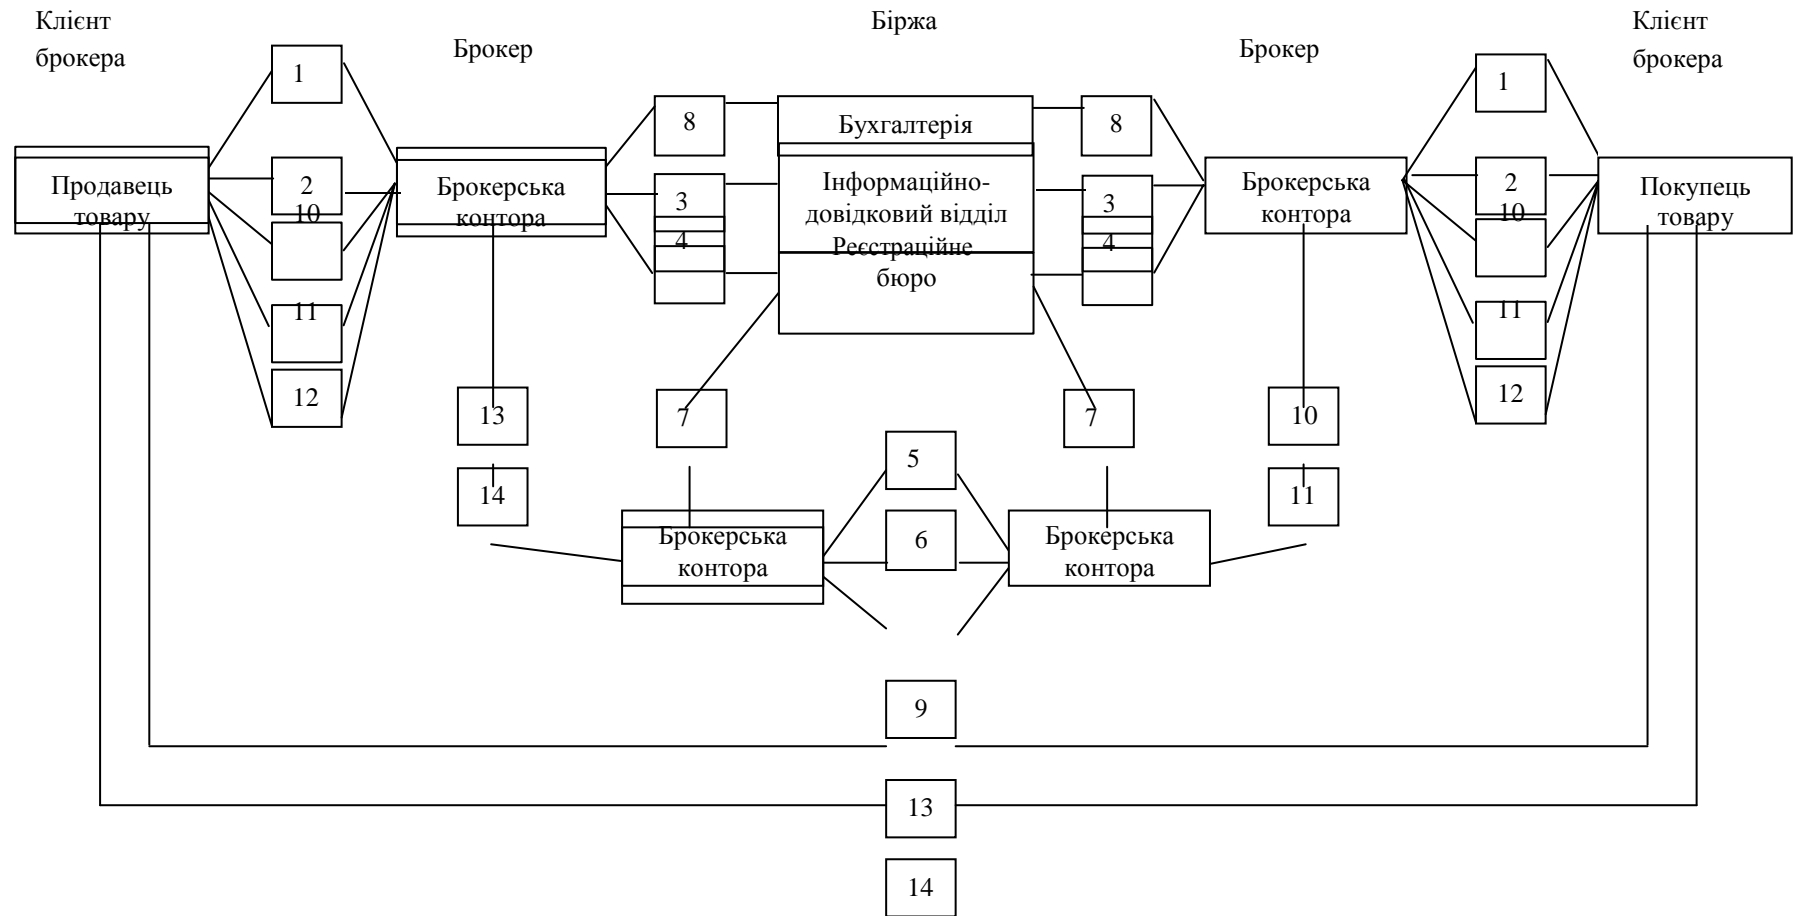 Клієнт
брокера
Брокер
Біржа
Брокер
Клієнт
брокера
1
8
Бухгалтерія
8
1
Продавець
товару
2
10
Брокерська
контора
3
4
Інформаційно-
довідковий відділ
Реєстраційне
бюро
3
4
Брокерська
контора
2
10
Покупець
товару
11
11
12
12
13
7
7
10
5
14
11
Брокерська
контора
6
Брокерська
контора
9
13
14